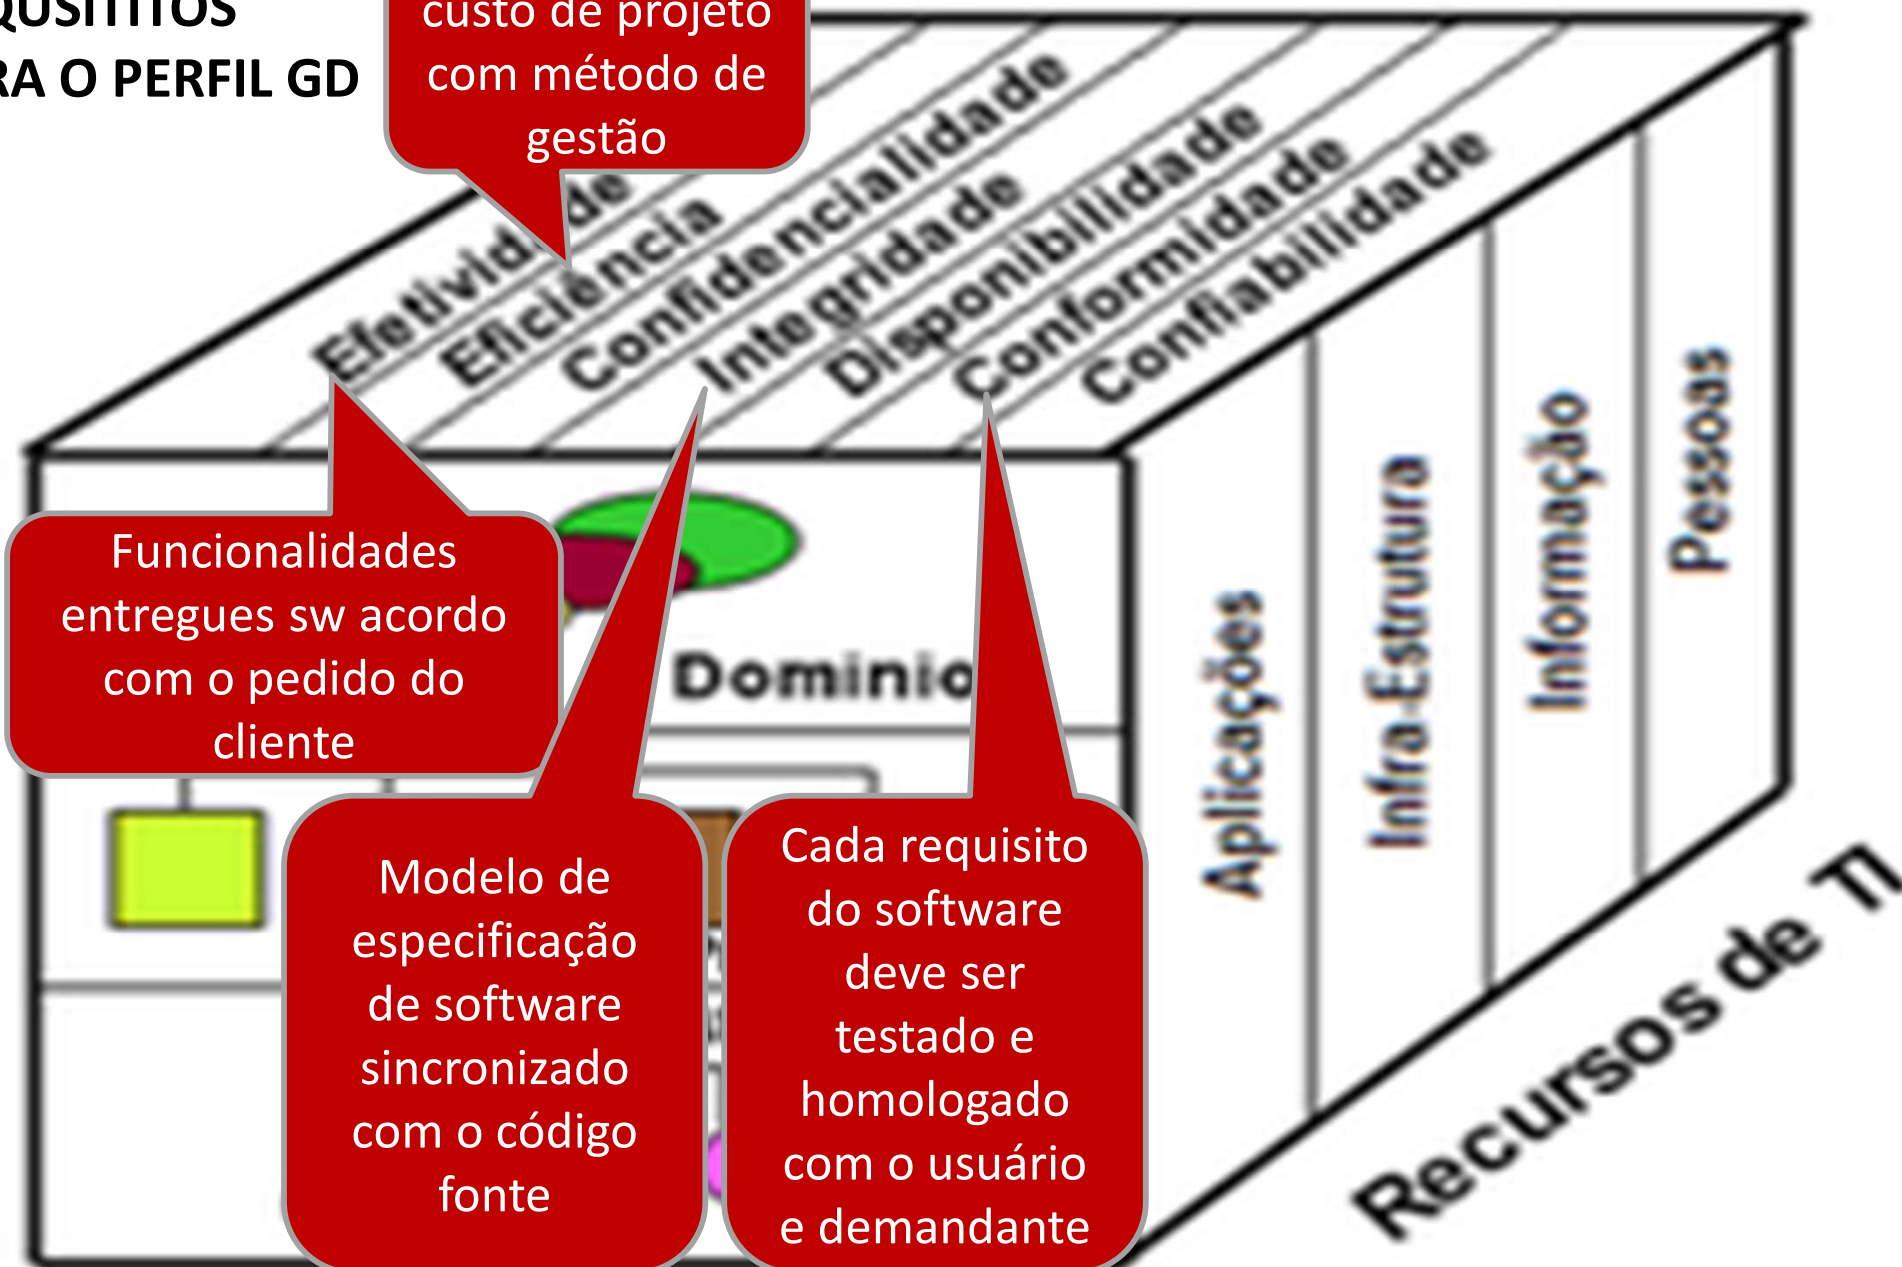 QUSITITOS
RA O PERFIL GD
custo de projeto
com método de
gestão
Efetividade
Eficiência
Confidencialidade
Integridade
Disponibilidade
Conformidade
Confiabilidade
Funcionalidades
entregues sw acordo
com o pedido do
cliente
Dominio
Modelo de
especificação
de software
sincronizado
com o código
fonte
Cada requisito
do software
deve ser
testado e
homologado
com o usuário
e demandante
Aplicações
Infra-Estrutura
Informação
Pessoas
Recursos de TI